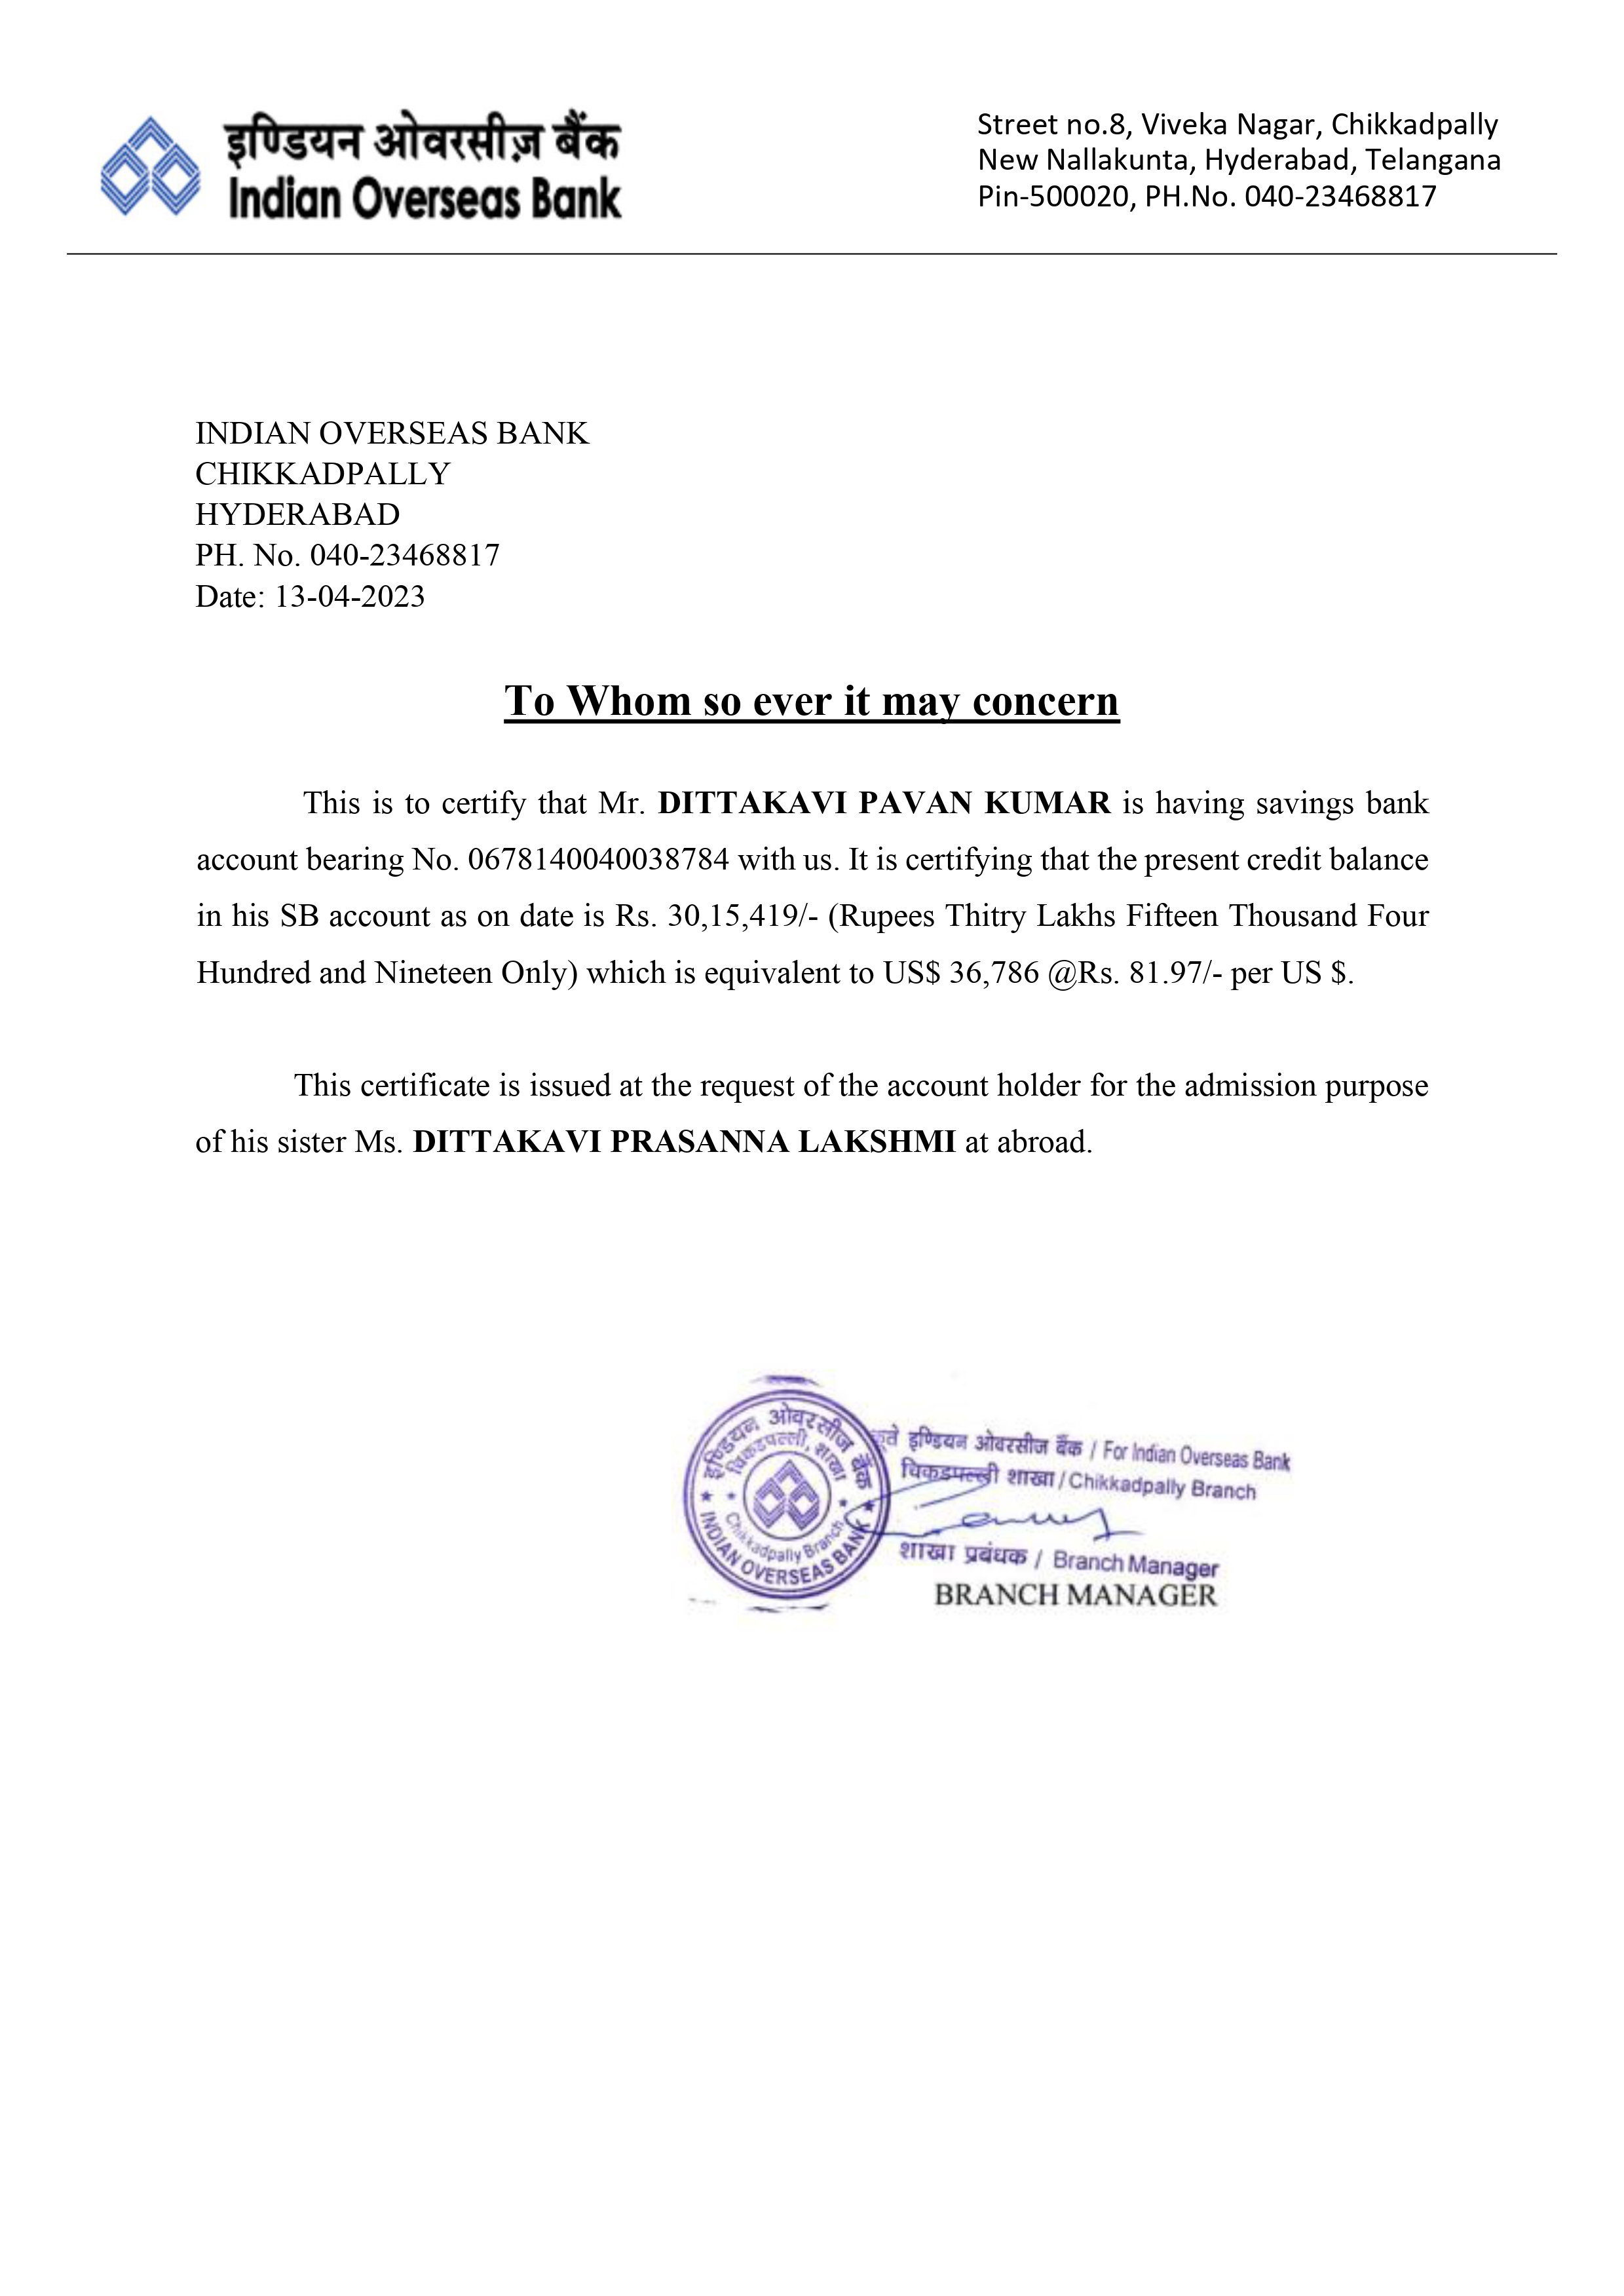 इण्डियन ओवरसीज़ बैंक
Indian Overseas Bank
Street no.8, Viveka Nagar, Chikkadpally
New Nallakunta, Hyderabad, Telangana
Pin-500020, PH.No. 040-23468817
INDIAN OVERSEAS BANK
CHIKKADPALLY
HYDERABAD
PH. No. 040-23468817
Date: 13-04-2023
To Whom so ever it may concern
This is to certify that Mr. DITTAKAVI PAVAN KUMAR is having savings bank
account bearing No. 067814004003​8784 with us. It is certifying that the present credit balance
in his SB account as on date is Rs. 30,15,419/- (Rupees Thitry Lakhs Fifteen Thousand Four
Hundred and Nineteen Only) which is equivalent to US$ 36,786 @Rs. 81.97/- per US $.
This certificate is issued at the request of the account holder for the admission purpose
of his sister Ms. DITTAKAVI PRASANNA LAKSHMI at abroad.
इण्डियन ओवरसीज बैंक
चिकडपल्ली, शाखा
Chikkadpally Branch
INDIAN OVERSEAS BANK
इण्डियन ओवरसीज बैंक / For Indian Overseas Bank
चिकडपल्ली शाखा / Chikkadpally Branch
शाखा प्रबंधक / Branch Manager
BRANCH MANAGER